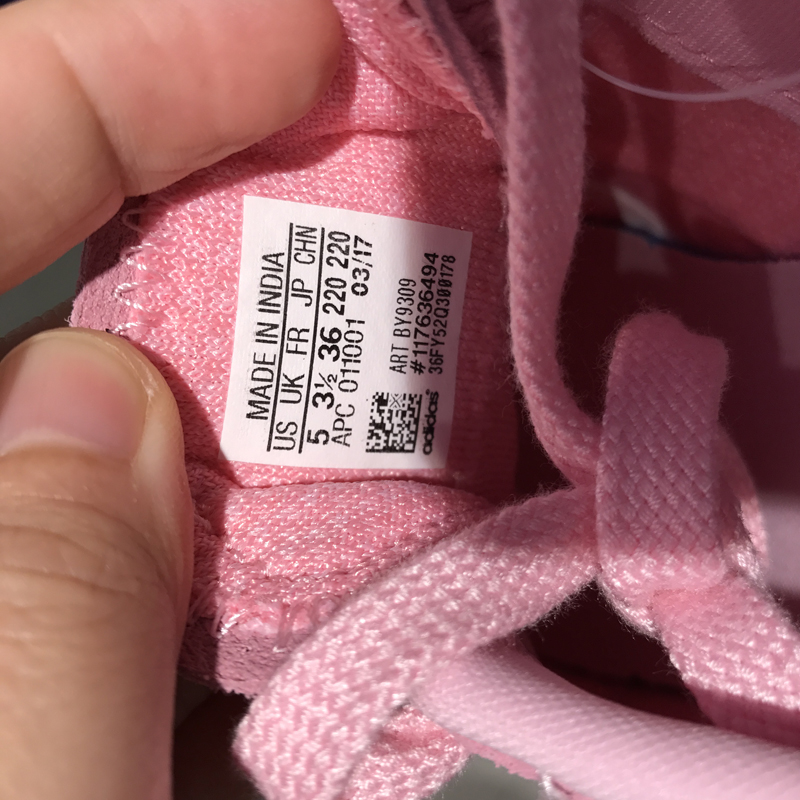 MADE IN INDIA
US UK FR JP CHN
5 3½ 36 220 220
APC 011001 03/17
ART BY9309
#117636494
36FY52Q300178
adidas